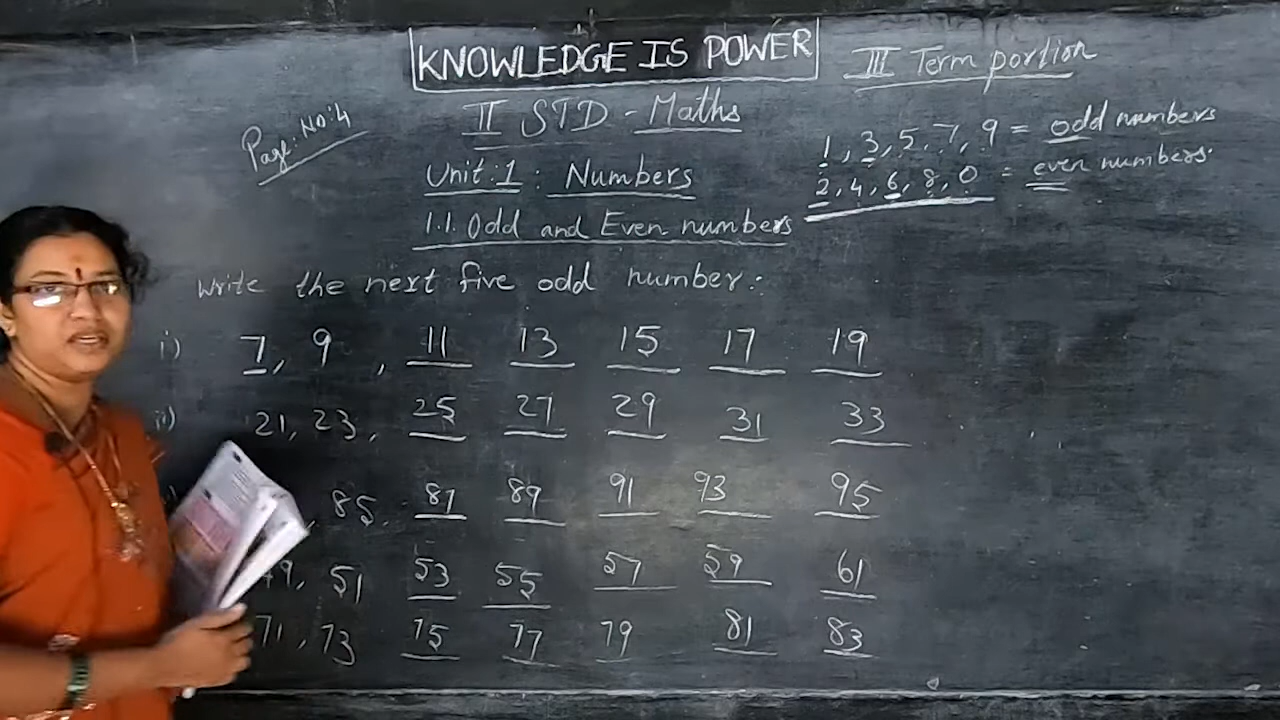 KNOWLEDGE IS POWER
III Term portion
Page: No: 4
II STD - Maths
1, 3, 5, 7, 9 = odd numbers
2, 4, 6, 8, 0 = even numbers.
Unit: 1: Numbers
1.1. Odd and Even numbers
Write the next five odd number:
i) 7, 9, 11 13 15 17 19
ii) 21, 23, 25 27 29 31 33
, 85, 87 89 91 93 95
49, 51 53 55 57 59 61
71, 73 75 77 79 81 83